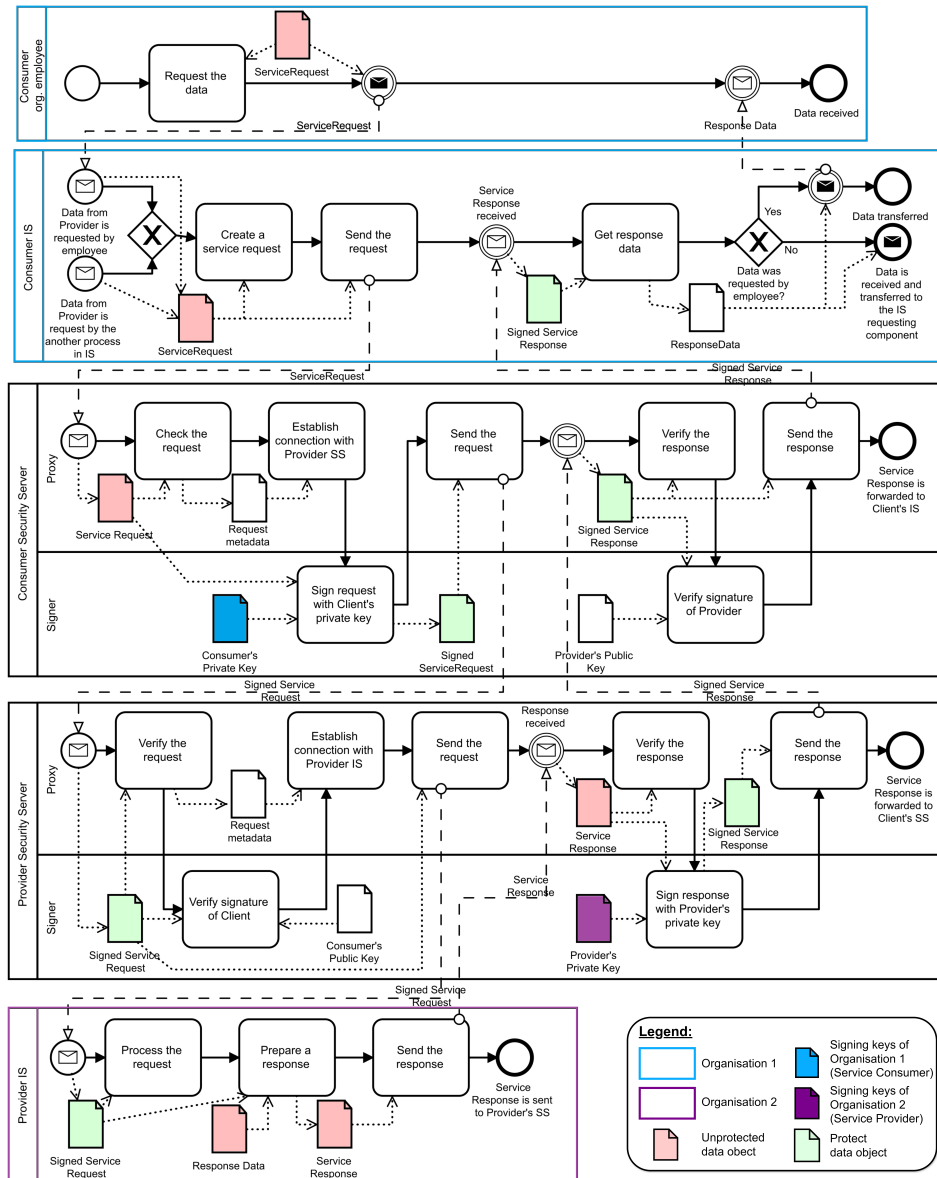 Consumer
org. employee
Request the
data
ServiceRequest
ServiceRequest
Response Data
Data received
Consumer IS
Data from
Provider is
requested by
employee
Data from
Provider is
request by the
another process
in IS
Create a
service request
ServiceRequest
Send the
request
Service
Response
received
Signed Service
Response
Get response
data
ResponseData
Yes
No
Data was
requested by
employee?
Data transferred
Data is
received and
transferred to
the IS
requesting
component
ServiceRequest
Signed Service
Response
Consumer Security Server
Proxy
Check the
request
Establish
connection with
Provider SS
Send the
request
Verify the
response
Send the
response
Service Request
Request
metadata
Signed Service
Response
Service
Response is
forwarded to
Client's IS
Signer
Consumer's
Private Key
Sign request
with Client's
private key
Signed
ServiceRequest
Provider's Public
Key
Verify signature
of Provider
Signed Service
Request
Signed Service
Response
Provider Security Server
Proxy
Verify the
request
Request
metadata
Establish
connection with
Provider IS
Send the
request
Response
received
Service
Response
Verify the
response
Signed Service
Response
Send the
response
Service
Response is
forwarded to
Client's SS
Signer
Signed Service
Request
Verify signature
of Client
Consumer's
Public Key
Service
Response
Provider's
Private Key
Sign response
with Provider's
private key
Signed Service
Request
Provider IS
Process the
request
Prepare a
response
Send the
response
Service
Response is sent
to Provider's SS
Signed Service
Request
Response Data
Service
Response
Legend:
Organisation 1
Signing keys of
Organisation 1
(Service Consumer)
Organisation 2
Signing keys of
Organisation 2
(Service Provider)
Unprotected
data obect
Protect
data object